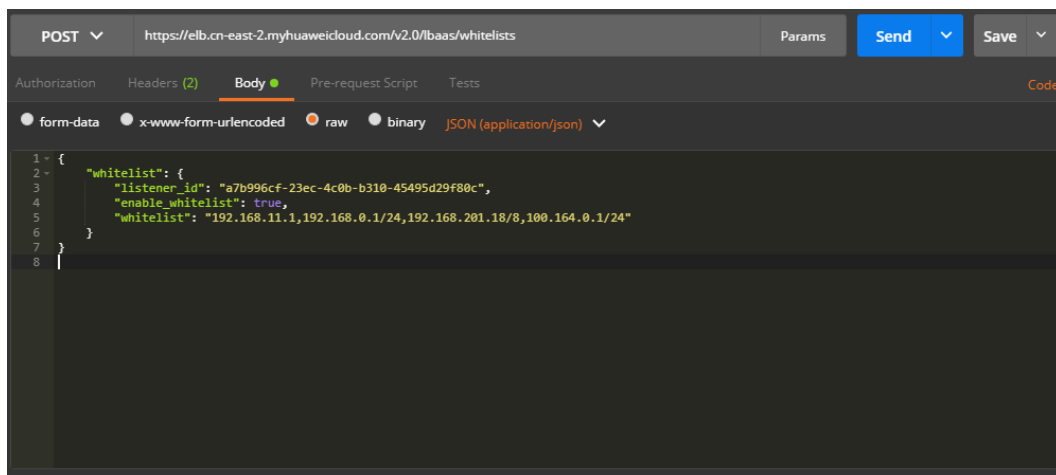 POST https://elb.cn-east-2.myhuaweicloud.com/v2.0/lbaas/whitelists Params Send Save
Authorization Headers (2) Body Pre-request Script Tests Code
form-data x-www-form-urlencoded raw binary JSON (application/json)
1 {
2 "whitelist": {
3 "listener_id": "a7b996cf-23ec-4c0b-b310-45495d29f80c",
4 "enable_whitelist": true,
5 "whitelist": "192.168.11.1,192.168.0.1/24,192.168.201.18/8,100.164.0.1/24"
6 }
7 }
8